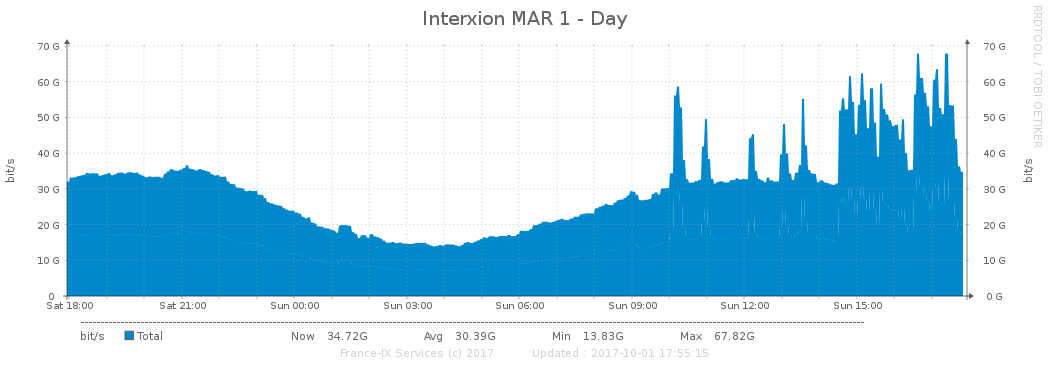 Interxion MAR 1 - Day
RRDTOOL / TOBI OETIKER
bit/s
bit/s
70 G 70 G
60 G 60 G
50 G 50 G
40 G 40 G
30 G 30 G
20 G 20 G
10 G 10 G
0 0 G
Sat 18:00 Sat 21:00 Sun 00:00 Sun 03:00 Sun 06:00 Sun 09:00 Sun 12:00 Sun 15:00
bit/s Total Now 34.72G Avg 30.39G Min 13.83G Max 67.82G
France-IX Services (c) 2017 Updated : 2017-10-01 17:55:15